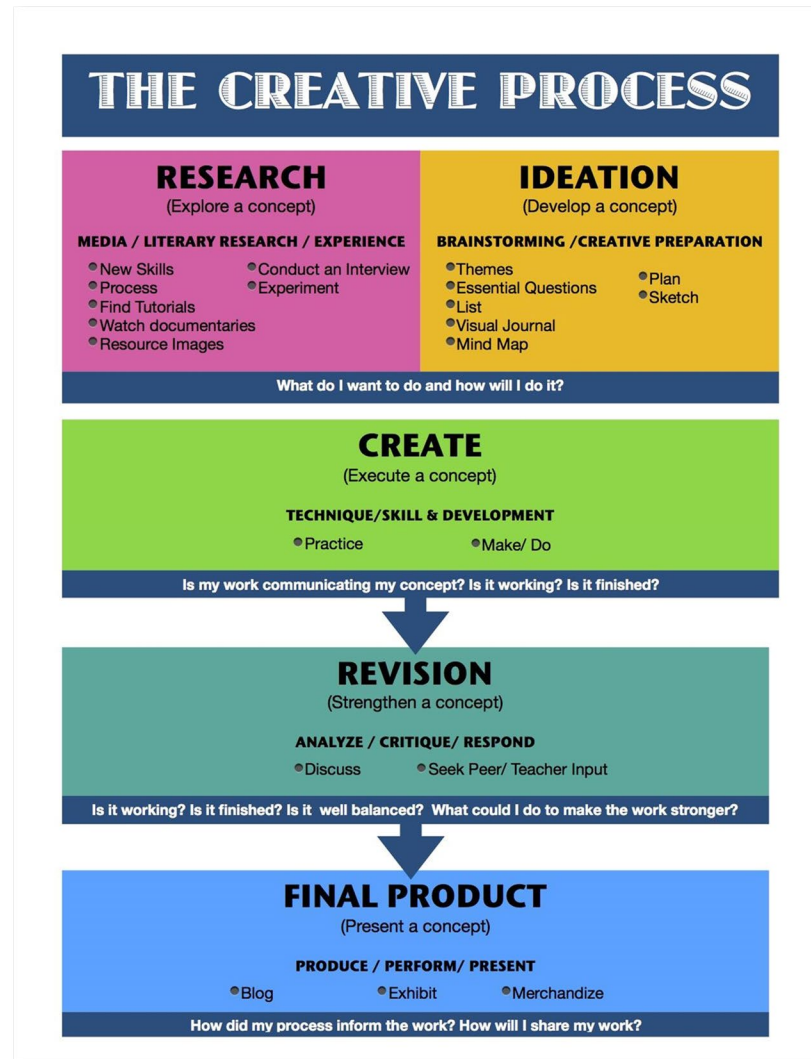 THE CREATIVE PROCESS
RESEARCH
(Explore a concept)
MEDIA / LITERARY RESEARCH / EXPERIENCE
New Skills
Process
Find Tutorials
Watch documentaries
Resource Images
Conduct an Interview
Experiment
IDEATION
(Develop a concept)
BRAINSTORMING /CREATIVE PREPARATION
Themes
Essential Questions
List
Visual Journal
Mind Map
Plan
Sketch
What do I want to do and how will I do it?
CREATE
(Execute a concept)
TECHNIQUE/SKILL & DEVELOPMENT
Practice
Make/ Do
Is my work communicating my concept? Is it working? Is it finished?
REVISION
(Strengthen a concept)
ANALYZE / CRITIQUE/ RESPOND
Discuss
Seek Peer/ Teacher Input
Is it working? Is it finished? Is it  well balanced?  What could I do to make the work stronger?
FINAL PRODUCT
(Present a concept)
PRODUCE / PERFORM/ PRESENT
Blog
Exhibit
Merchandize
How did my process inform the work? How will I share my work?